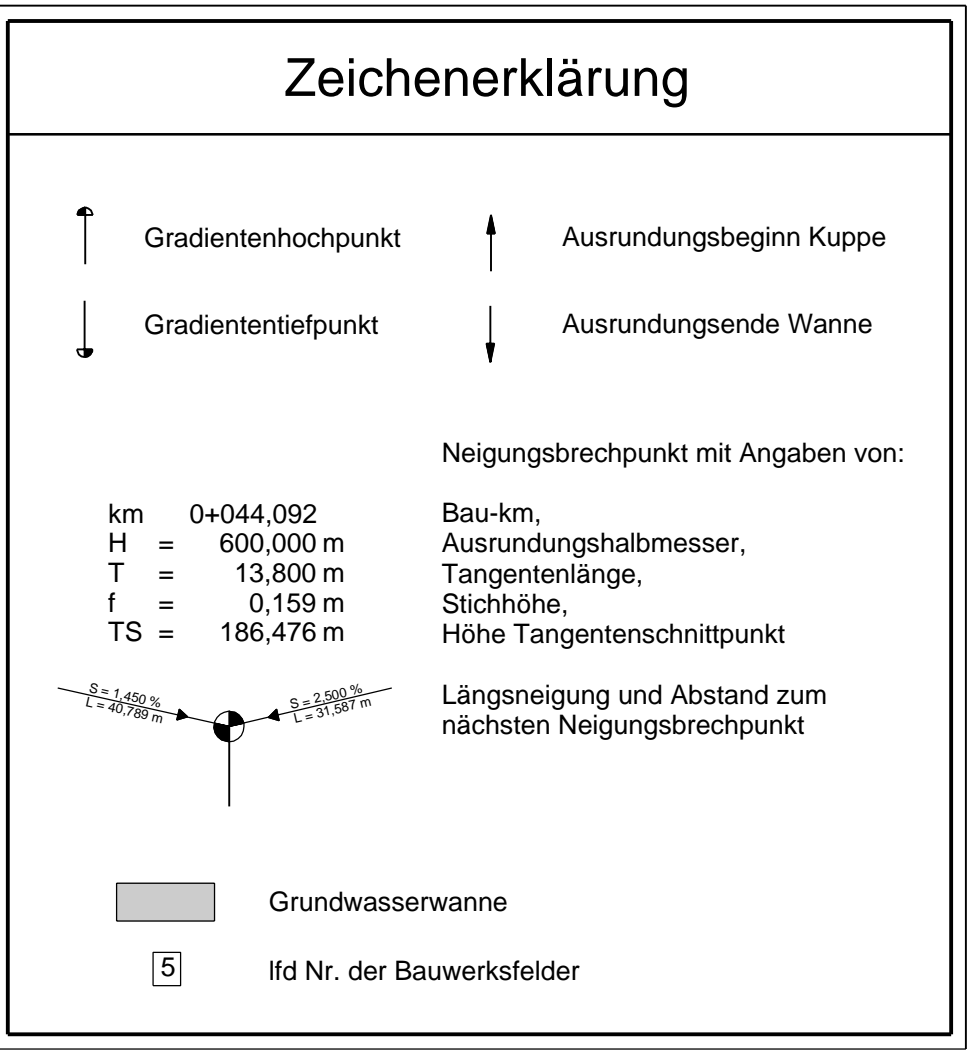 Zeichenerklärung
Gradientenhochpunkt
Ausrundungsbeginn Kuppe
Gradiententiefpunkt
Ausrundungsende Wanne
Neigungsbrechpunkt mit Angaben von:
km 0+044,092 Bau-km,
H = 600,000 m Ausrundungshalbmesser,
T = 13,800 m Tangentenlänge,
f = 0,159 m Stichhöhe,
TS = 186,476 m Höhe Tangentenschnittpunkt
S = 1,450 %
L = 40,789 m
S = 2,500 %
L = 31,587 m
Längsneigung und Abstand zum
nächsten Neigungsbrechpunkt
Grundwasserwanne
5 lfd Nr. der Bauwerksfelder